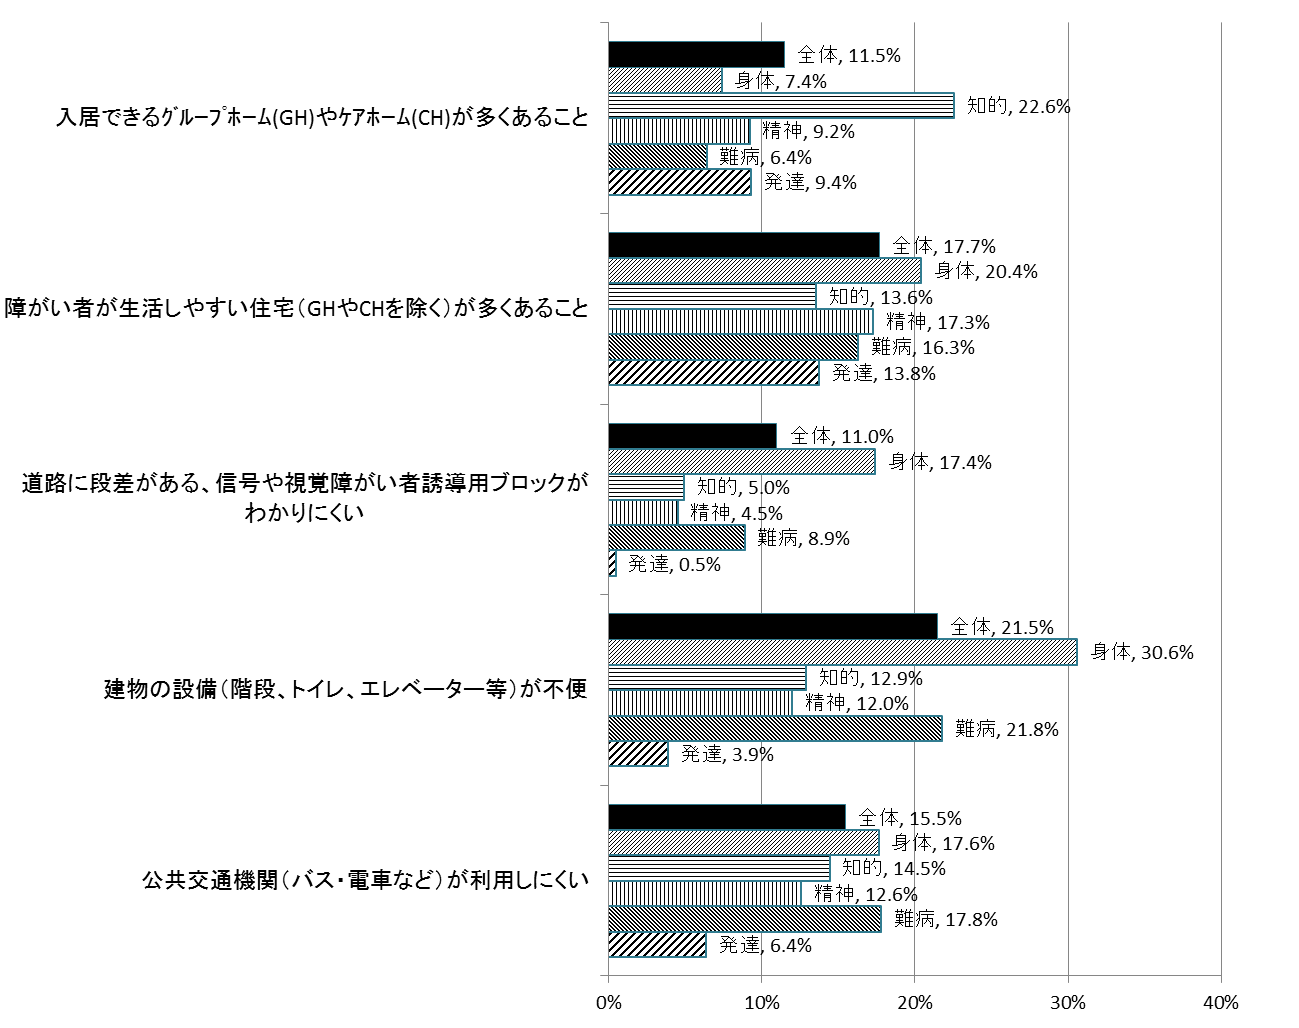 全体, 11.5%
身体, 7.4%
入居できるｸﾞﾙｰﾌﾟﾎｰﾑ(GH)やｹｱﾎｰﾑ(CH)が多くあること
知的, 22.6%
精神, 9.2%
難病, 6.4%
発達, 9.4%
全体, 17.7%
身体, 20.4%
障がい者が生活しやすい住宅（GHやCHを除く）が多くあること
知的, 13.6%
精神, 17.3%
難病, 16.3%
発達, 13.8%
全体, 11.0%
身体, 17.4%
道路に段差がある、信号や視覚障がい者誘導用ブロックが
わかりにくい
知的, 5.0%
精神, 4.5%
難病, 8.9%
発達, 0.5%
全体, 21.5%
身体, 30.6%
建物の設備（階段、トイレ、エレベーター等）が不便
知的, 12.9%
精神, 12.0%
難病, 21.8%
発達, 3.9%
全体, 15.5%
身体, 17.6%
公共交通機関（バス・電車など）が利用しにくい
知的, 14.5%
精神, 12.6%
難病, 17.8%
発達, 6.4%
0% 10% 20% 30% 40%